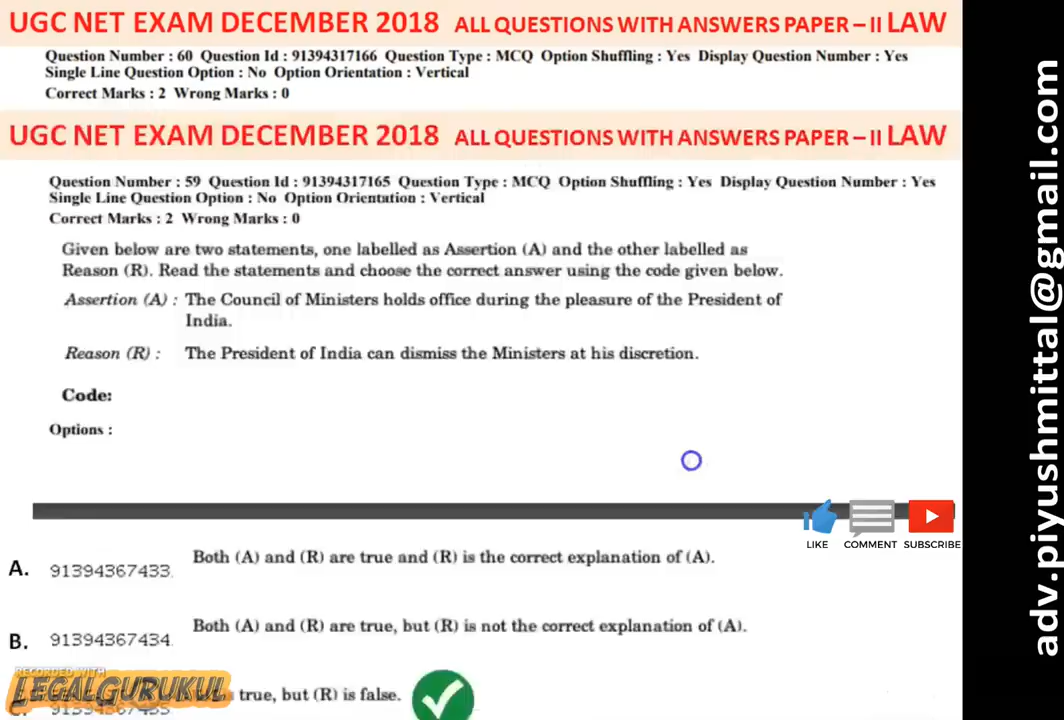 UGC NET EXAM DECEMBER 2018 ALL QUESTIONS WITH ANSWERS PAPER – II LAW
Question Number : 60 Question Id : 91394317166 Question Type : MCQ Option Shuffling : Yes Display Question Number : Yes
Single Line Question Option : No Option Orientation : Vertical
Correct Marks : 2 Wrong Marks : 0
UGC NET EXAM DECEMBER 2018 ALL QUESTIONS WITH ANSWERS PAPER – II LAW
Question Number : 59 Question Id : 91394317165 Question Type : MCQ Option Shuffling : Yes Display Question Number : Yes
Single Line Question Option : No Option Orientation : Vertical
Correct Marks : 2 Wrong Marks : 0
Given below are two statements, one labelled as Assertion (A) and the other labelled as
Reason (R). Read the statements and choose the correct answer using the code given below.
Assertion (A) : The Council of Ministers holds office during the pleasure of the President of
India.
Reason (R) : The President of India can dismiss the Ministers at his discretion.
Code:
Options :
LIKE COMMENT SUBSCRIBE
A. 91394367433. Both (A) and (R) are true and (R) is the correct explanation of (A).
B. 91394367434. Both (A) and (R) are true, but (R) is not the correct explanation of (A).
RECORDED WITH
LEGALGURUKUL
true, but (R) is false.
adv.piyushmittal@gmail.com